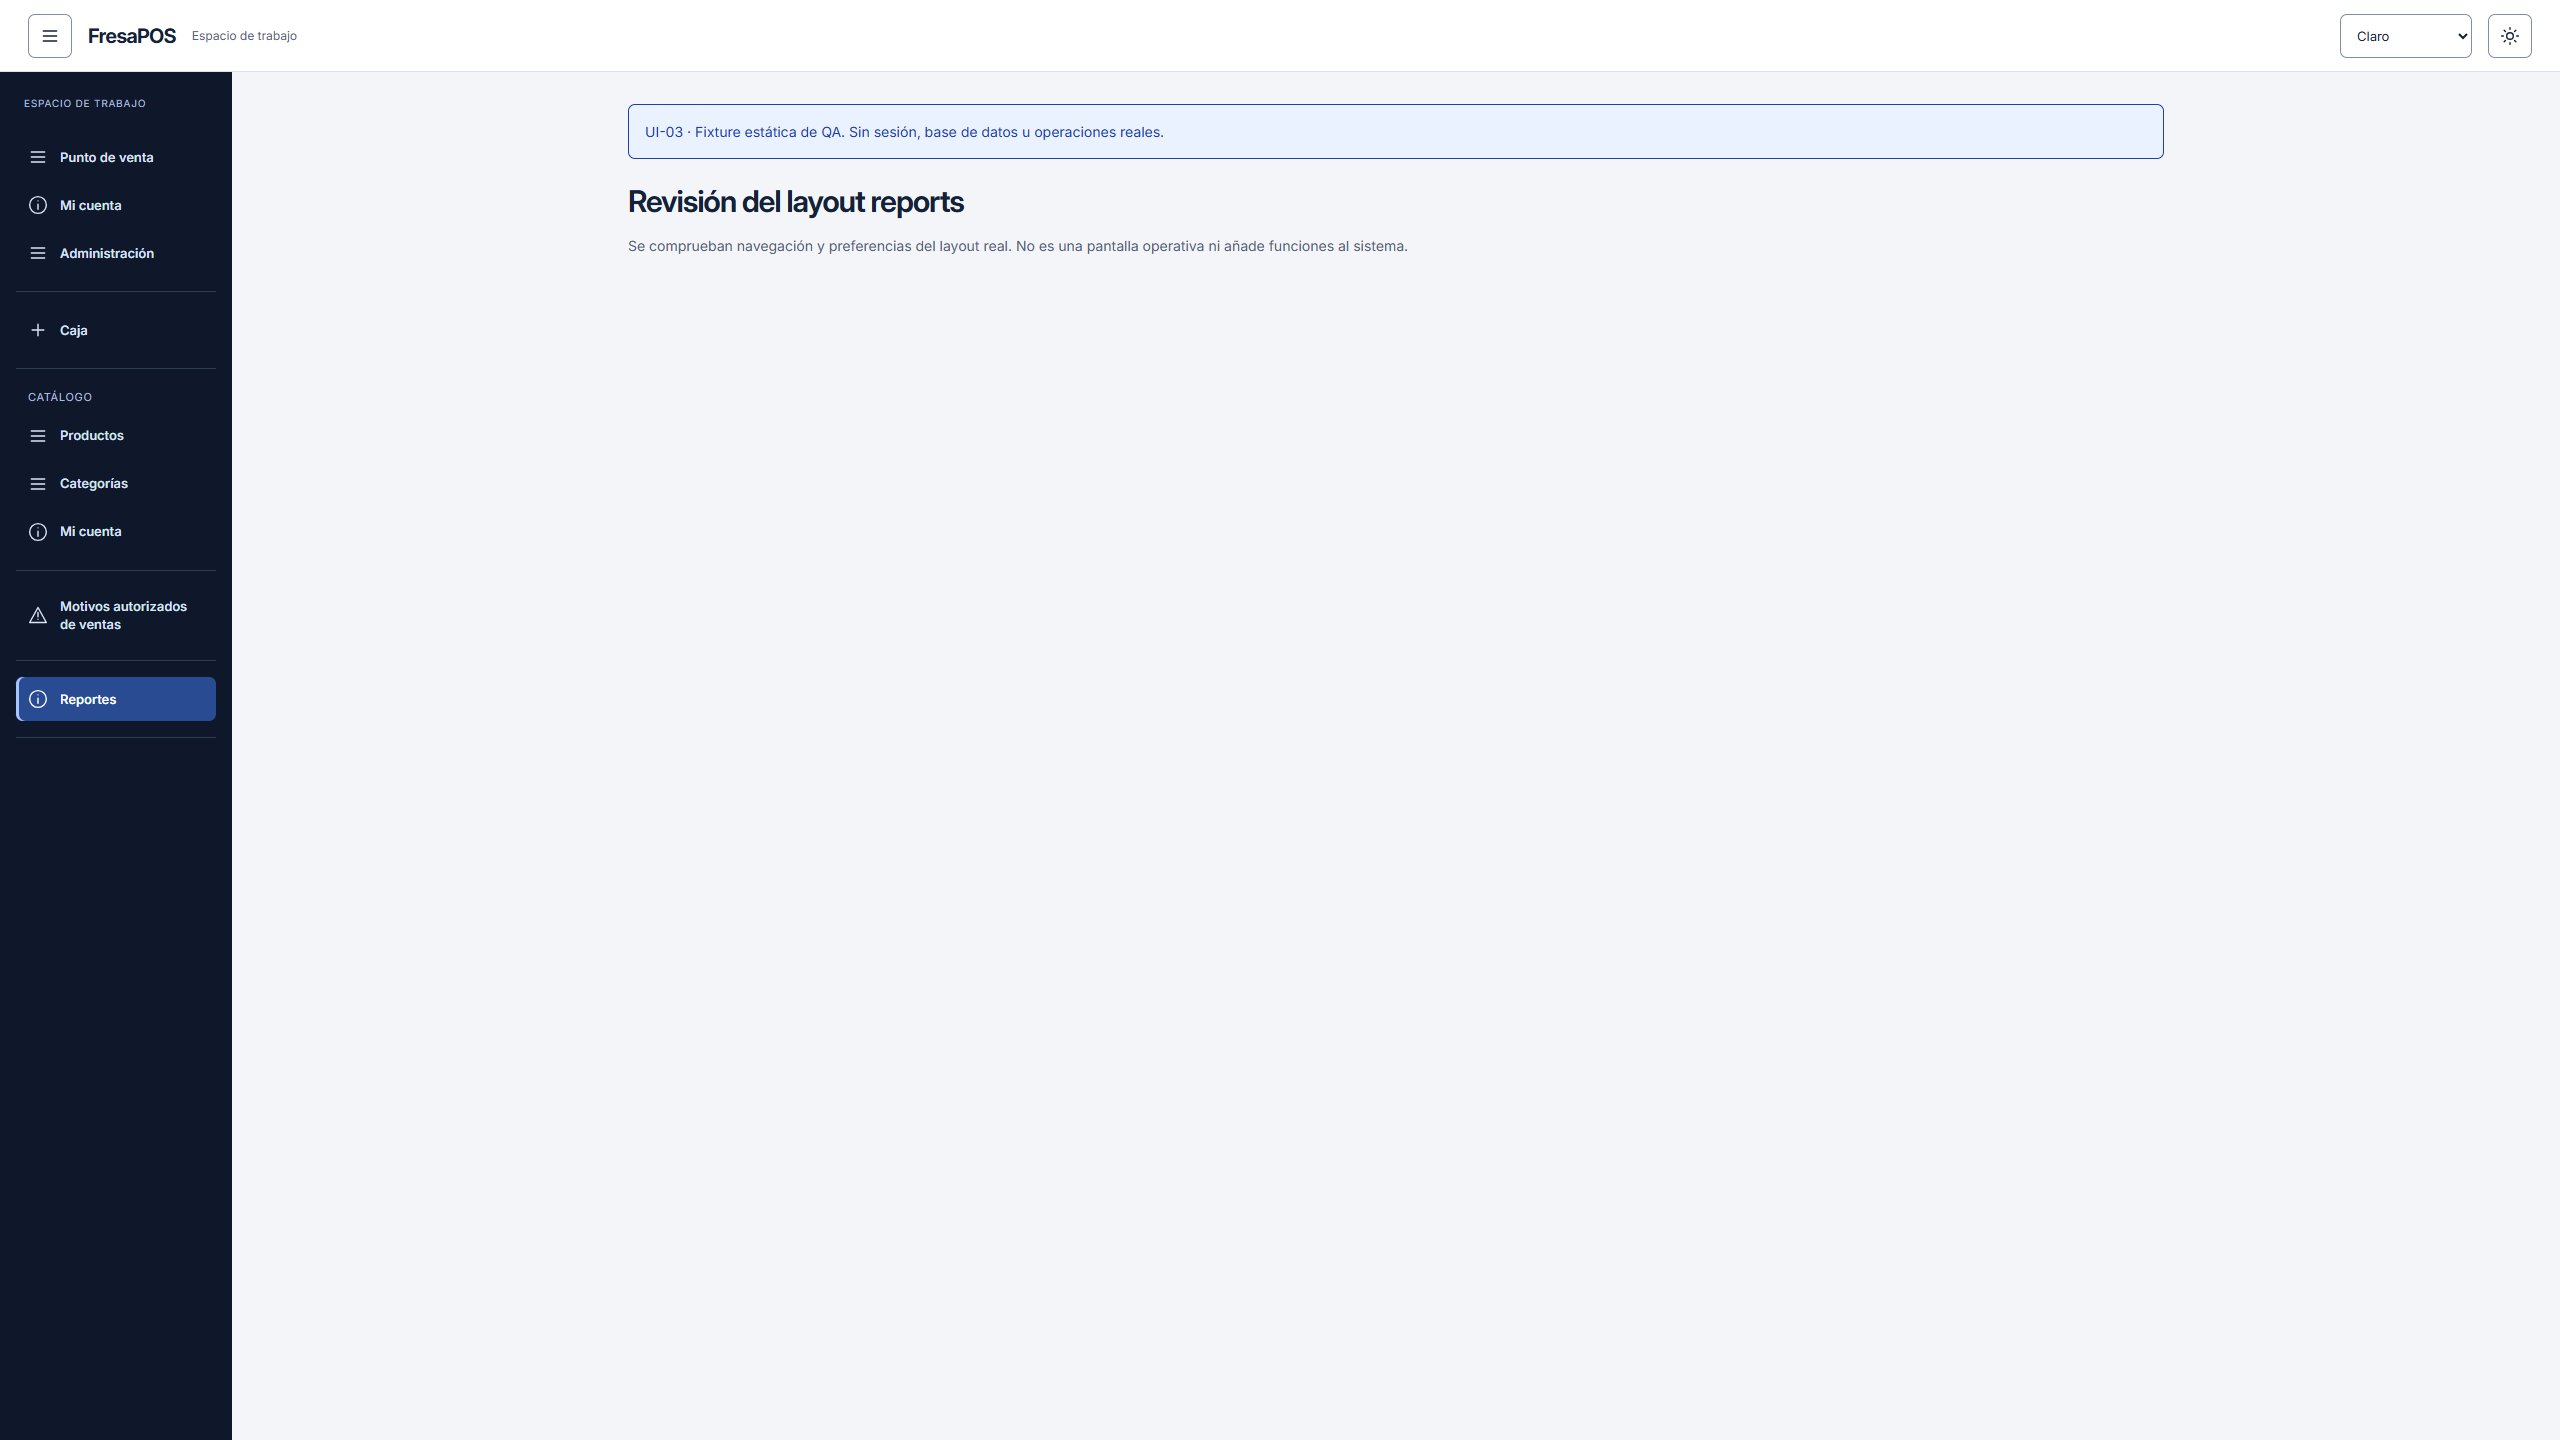 FresaPOS
Espacio de trabajo
Claro
ESPACIO DE TRABAJO
Punto de venta
Mi cuenta
Administración
Caja
CATÁLOGO
Productos
Categorías
Mi cuenta
Motivos autorizados
de ventas
Reportes
UI-03 · Fixture estática de QA. Sin sesión, base de datos u operaciones reales.
Revisión del layout reports
Se comprueban navegación y preferencias del layout real. No es una pantalla operativa ni añade funciones al sistema.